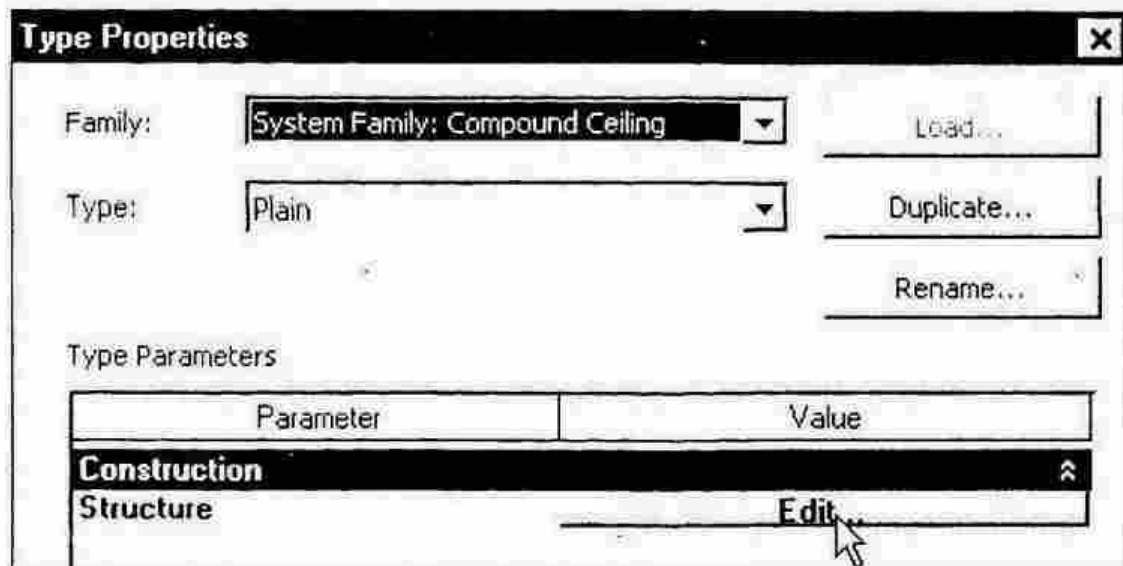 Type Properties
Family: System Family: Compound Ceiling Load...
Type: Plain Duplicate...
Rename...
Type Parameters
Parameter Value
Construction
Structure Edit...